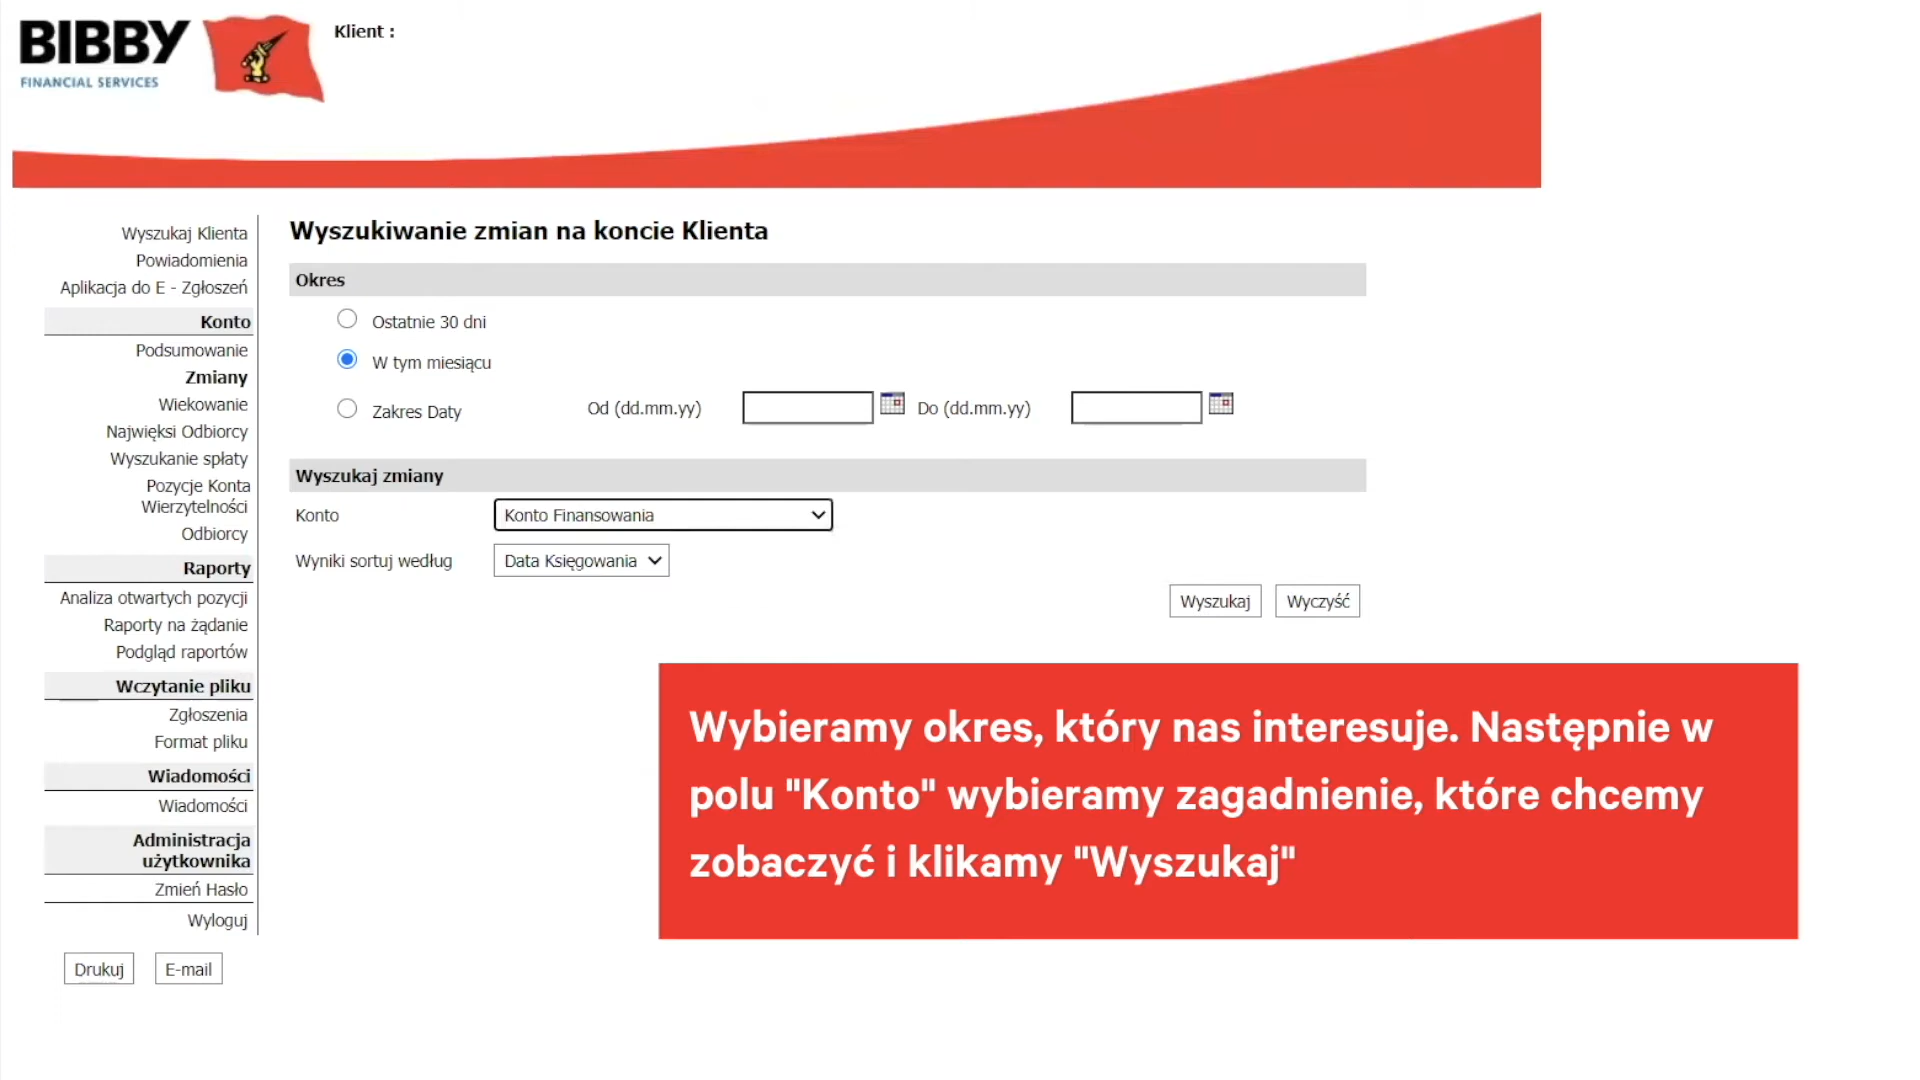 BIBBY
FINANCIAL SERVICES
Klient :
Wyszukaj Klienta
Powiadomienia
Aplikacja do E - Zgłoszeń
Konto
Podsumowanie
Zmiany
Wiekowanie
Najwięksi Odbiorcy
Wyszukanie spłaty
Pozycje Konta
Wierzytelności
Odbiorcy
Raporty
Analiza otwartych pozycji
Raporty na żądanie
Podgląd raportów
Wczytanie pliku
Zgłoszenia
Format pliku
Wiadomości
Wiadomości
Administracja
użytkownika
Zmień Hasło
Wyloguj
Drukuj E-mail
Wyszukiwanie zmian na koncie Klienta
Okres
Ostatnie 30 dni
W tym miesiącu
Zakres Daty Od (dd.mm.yy) Do (dd.mm.yy)
Wyszukaj zmiany
Konto Konto Finansowania
Wyniki sortuj według Data Księgowania
Wyszukaj Wyczyść
Wybieramy okres, który nas interesuje. Następnie w
polu "Konto" wybieramy zagadnienie, które chcemy
zobaczyć i klikamy "Wyszukaj"